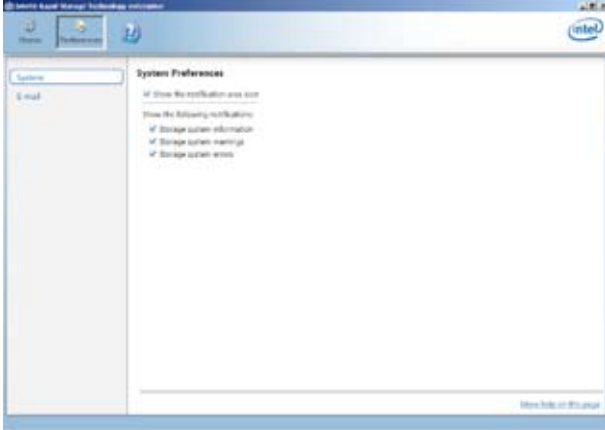 Intel® Rapid Storage Technology enterprise
Home
Preferences
intel
System
E-mail
System Preferences
Show the notification area icon
Show the following notifications:
Storage system information
Storage system warnings
Storage system errors
More help on this page